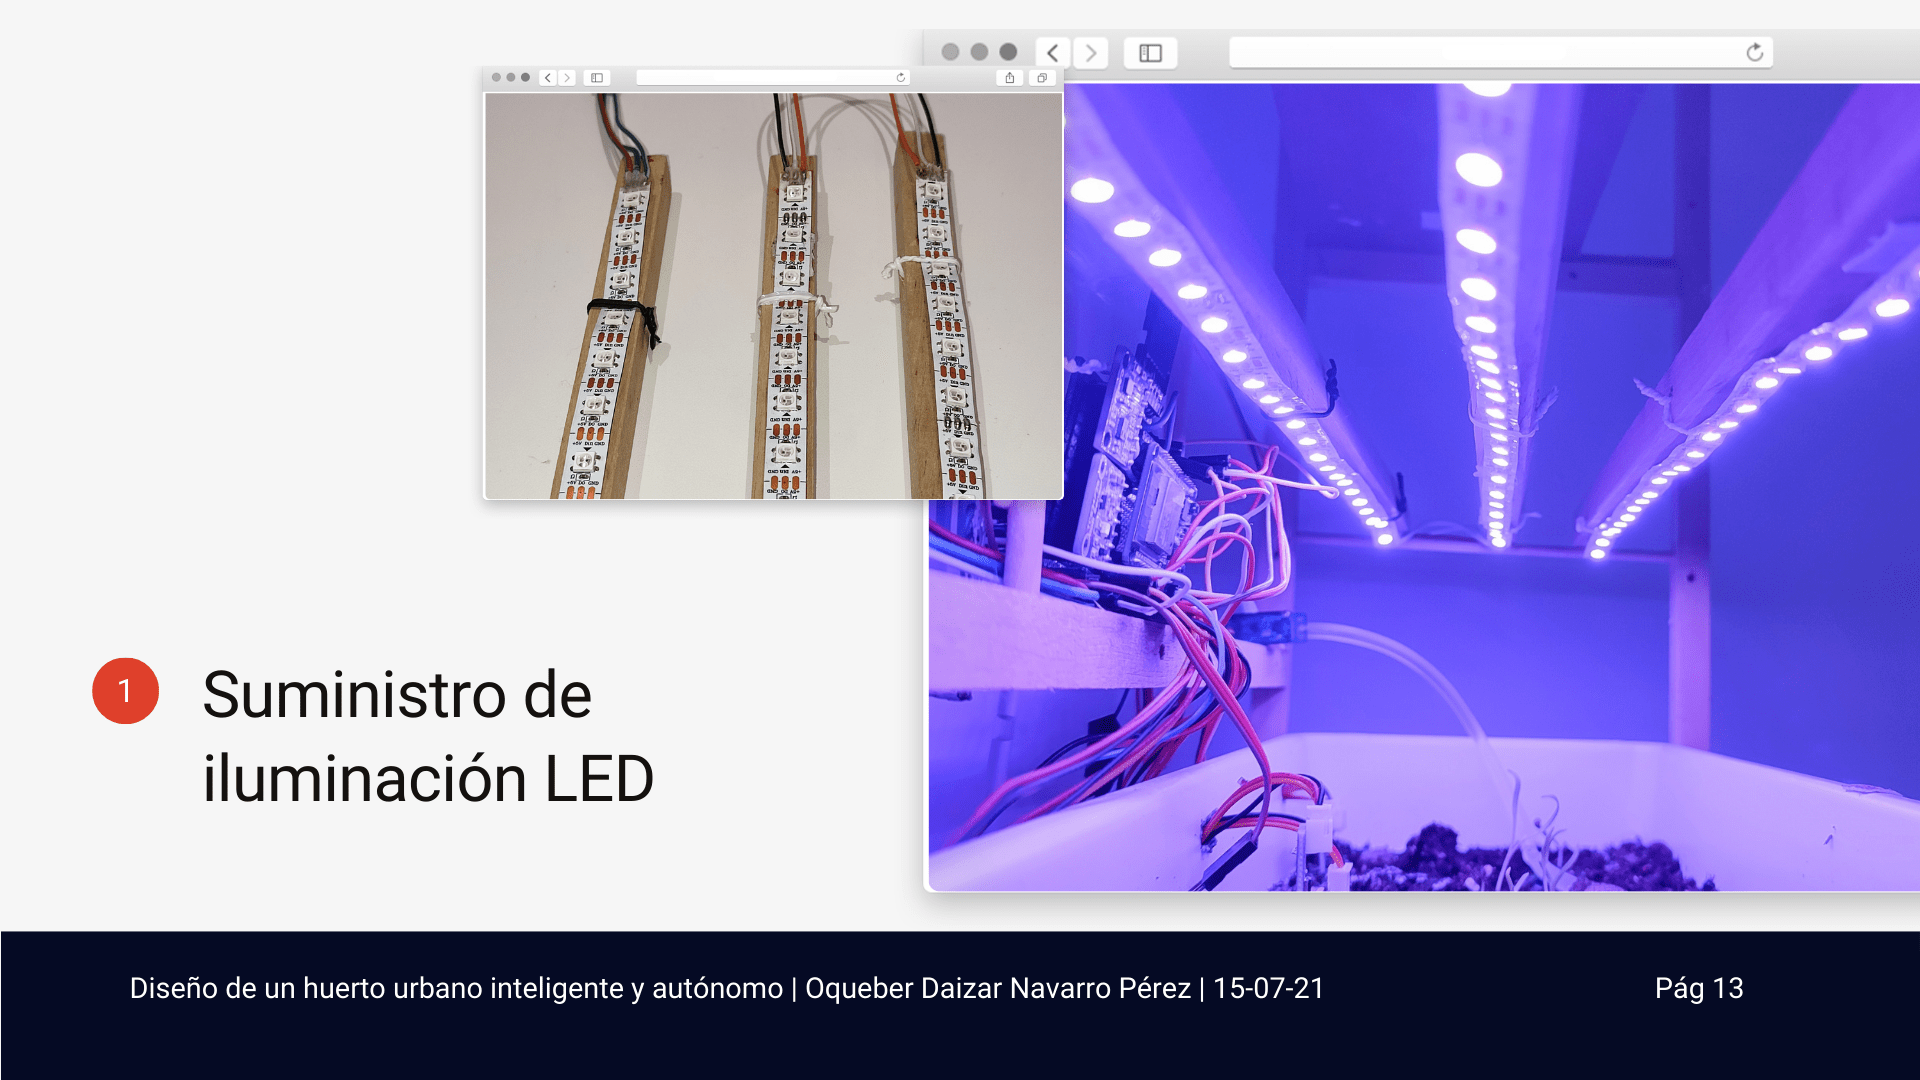 1
Suministro de
iluminación LED
Diseño de un huerto urbano inteligente y autónomo | Oqueber Daizar Navarro Pérez | 15-07-21
Pág 13